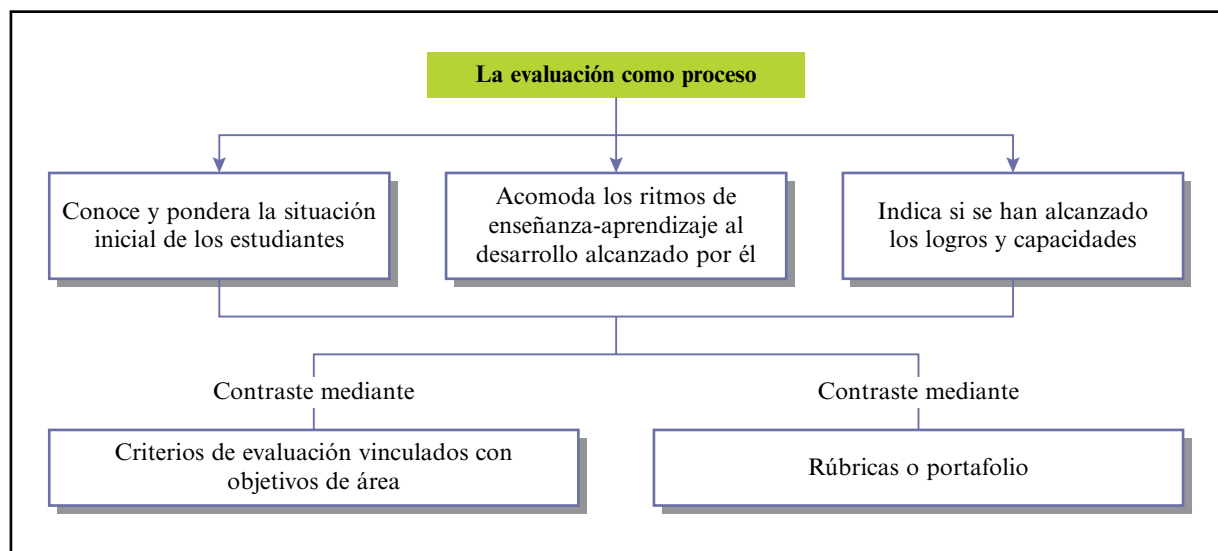 La evaluación como proceso
Conoce y pondera la situación
inicial de los estudiantes
Acomoda los ritmos de
enseñanza-aprendizaje al
desarrollo alcanzado por él
Indica si se han alcanzado
los logros y capacidades
Contraste mediante
Contraste mediante
Criterios de evaluación vinculados con
objetivos de área
Rúbricas o portafolio